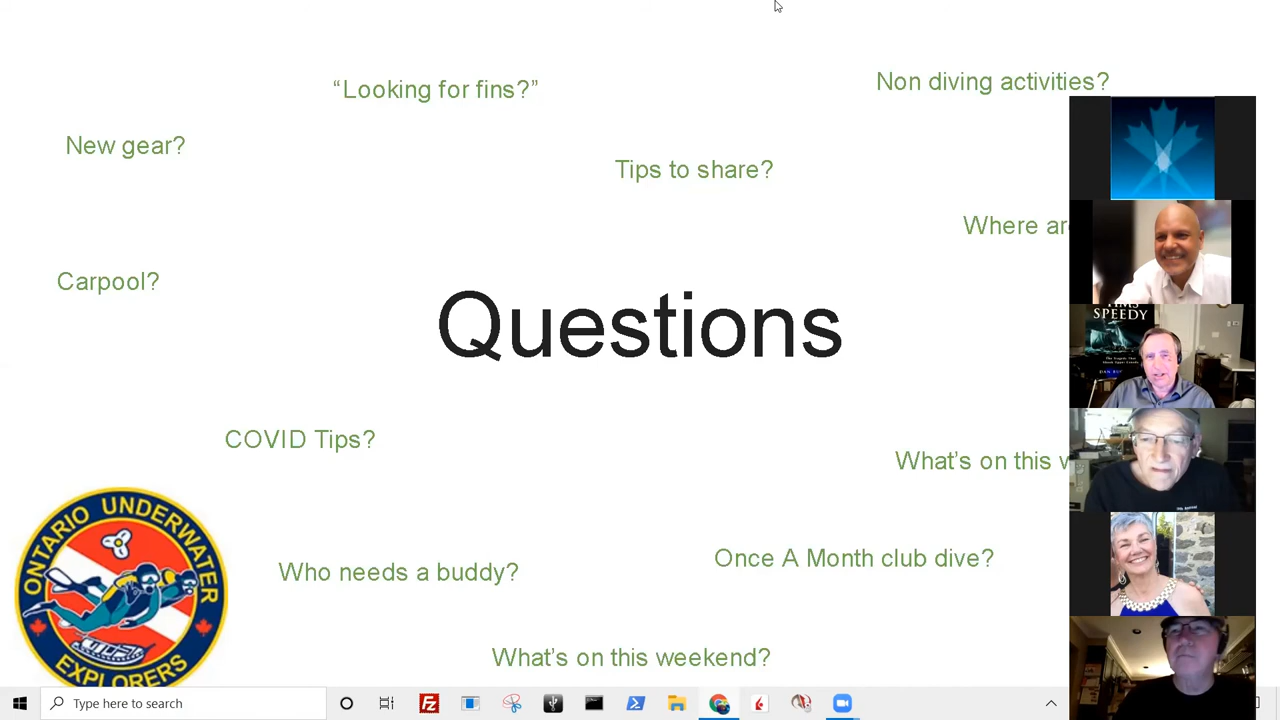 Non diving activities?
“Looking for fins?”
New gear?
Tips to share?
Where
Carpool?
SPEEDY
Questions
COVID Tips?
What’s on this
Once A Month club dive?
Who needs a buddy?
ONTARIO UNDERWATER
EXPLORERS
What’s on this weekend?
Type here to search